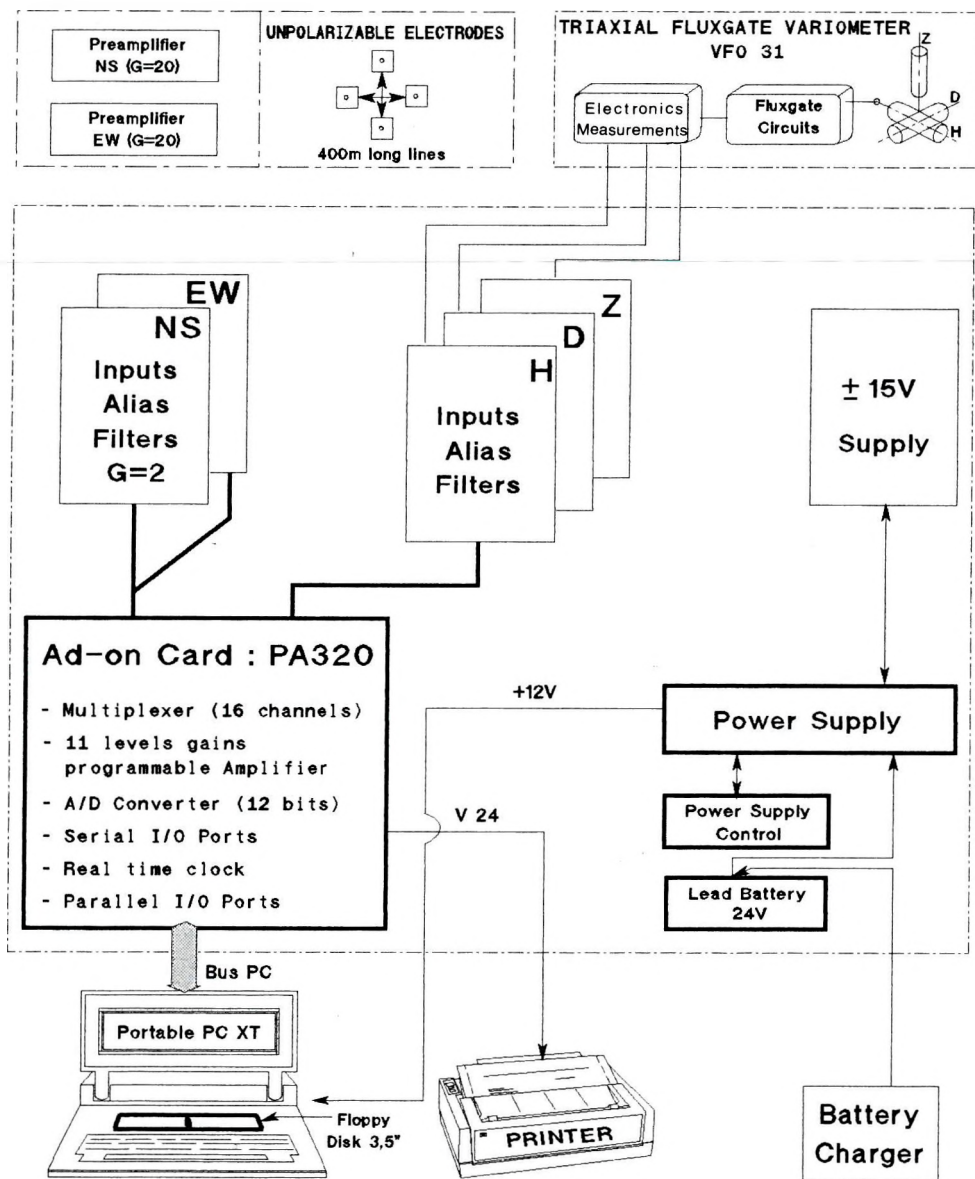 Preamplifier
NS (G=20)
Preamplifier
EW (G=20)
UNPOLARIZABLE ELECTRODES
400m long lines
TRIAXIAL FLUXGATE VARIOMETER
VFO 31
Electronics
Measurements
Fluxgate
Circuits
Z
D
H
EW
NS
Inputs
Alias
Filters
G=2
Z
D
H
Inputs
Alias
Filters
± 15V
Supply
Ad-on Card : PA320
- Multiplexer (16 channels)
- 11 levels gains
programmable Amplifier
- A/D Converter (12 bits)
- Serial I/O Ports
- Real time clock
- Parallel I/O Ports
+12V
V 24
Power Supply
Power Supply
Control
Lead Battery
24V
Bus PC
Portable PC XT
Floppy
Disk 3,5"
PRINTER
Battery
Charger